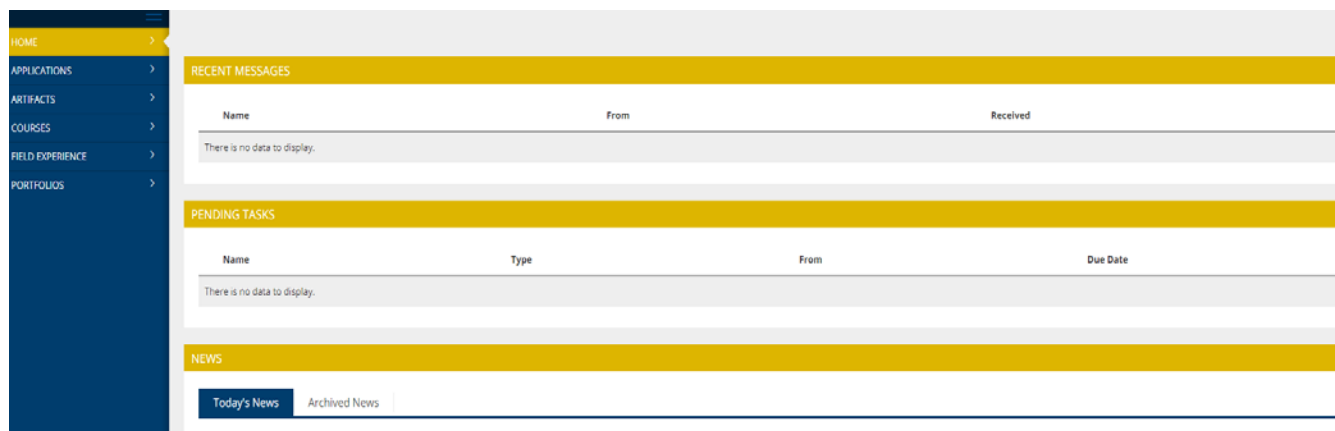 HOME
APPLICATIONS
ARTIFACTS
COURSES
FIELD EXPERIENCE
PORTFOLIOS
RECENT MESSAGES
Name From Received
There is no data to display.
PENDING TASKS
Name Type From Due Date
There is no data to display.
NEWS
Today's News Archived News